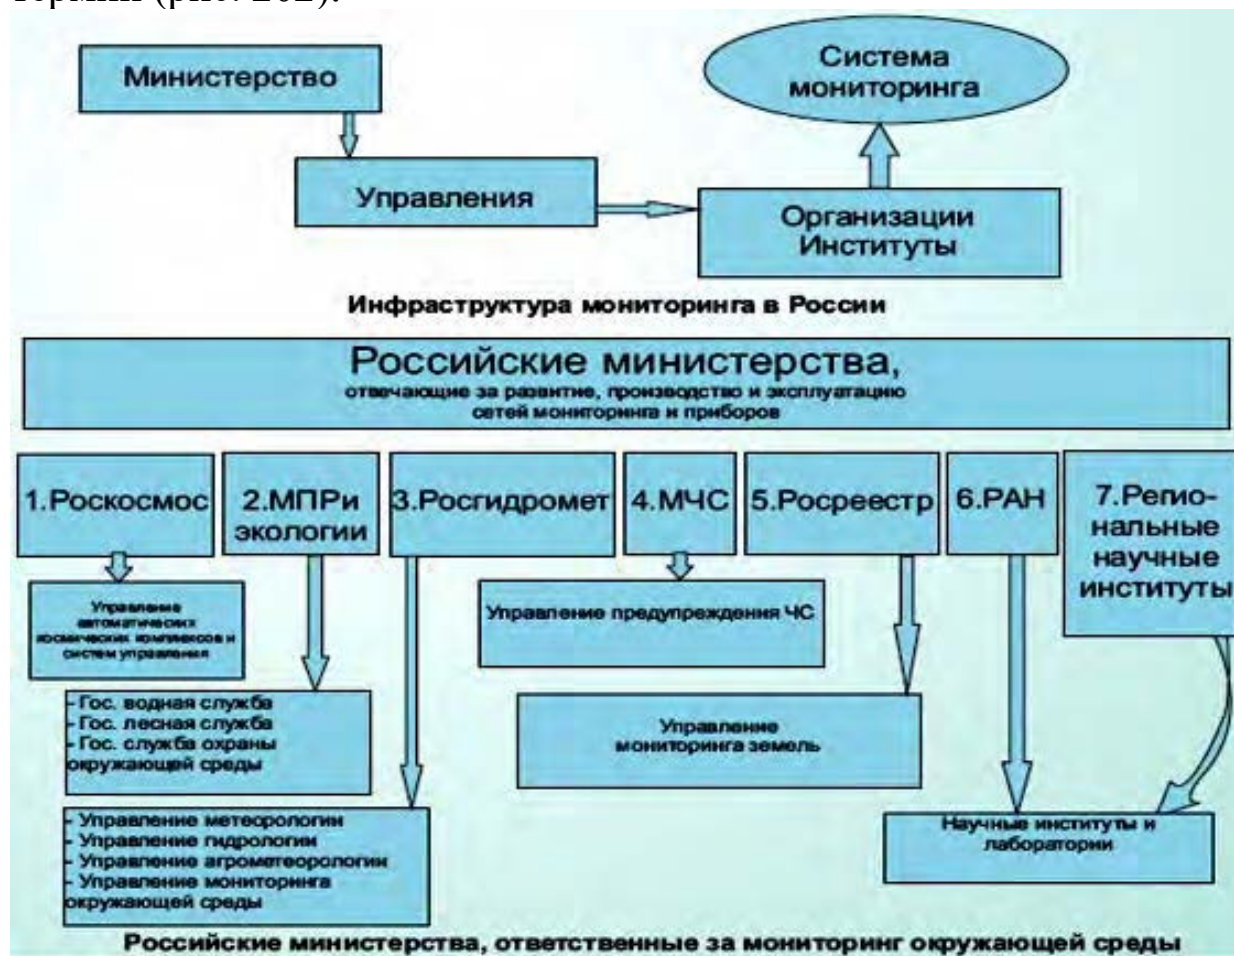 термин (рис. 202).
Министерство
Система
мониторинга
Управления
Организации
Институты
Инфраструктура мониторинга в России
Российские министерства,
отвечающие за развитие, производство и эксплуатацию
сетей мониторинга и приборов
1.Роскосмос
2.МПРи
экологии
3.Росгидромет
4.МЧС
5.Росреестр
6.РАН
7.Регио-
нальные
научные
институты
Управление
автоматических
космических комплексов и
систем управления
Управление предупреждения ЧС
- Гос. водная служба
- Гос. лесная служба
- Гос. служба охраны
окружающей среды
Управление
мониторинга земель
- Управление метеорологии
- Управление гидрологии
- Управление агрометеорологии
- Управление мониторинга
окружающей среды
Научные институты и
лаборатории
Российские министерства, ответственные за мониторинг окружающей среды